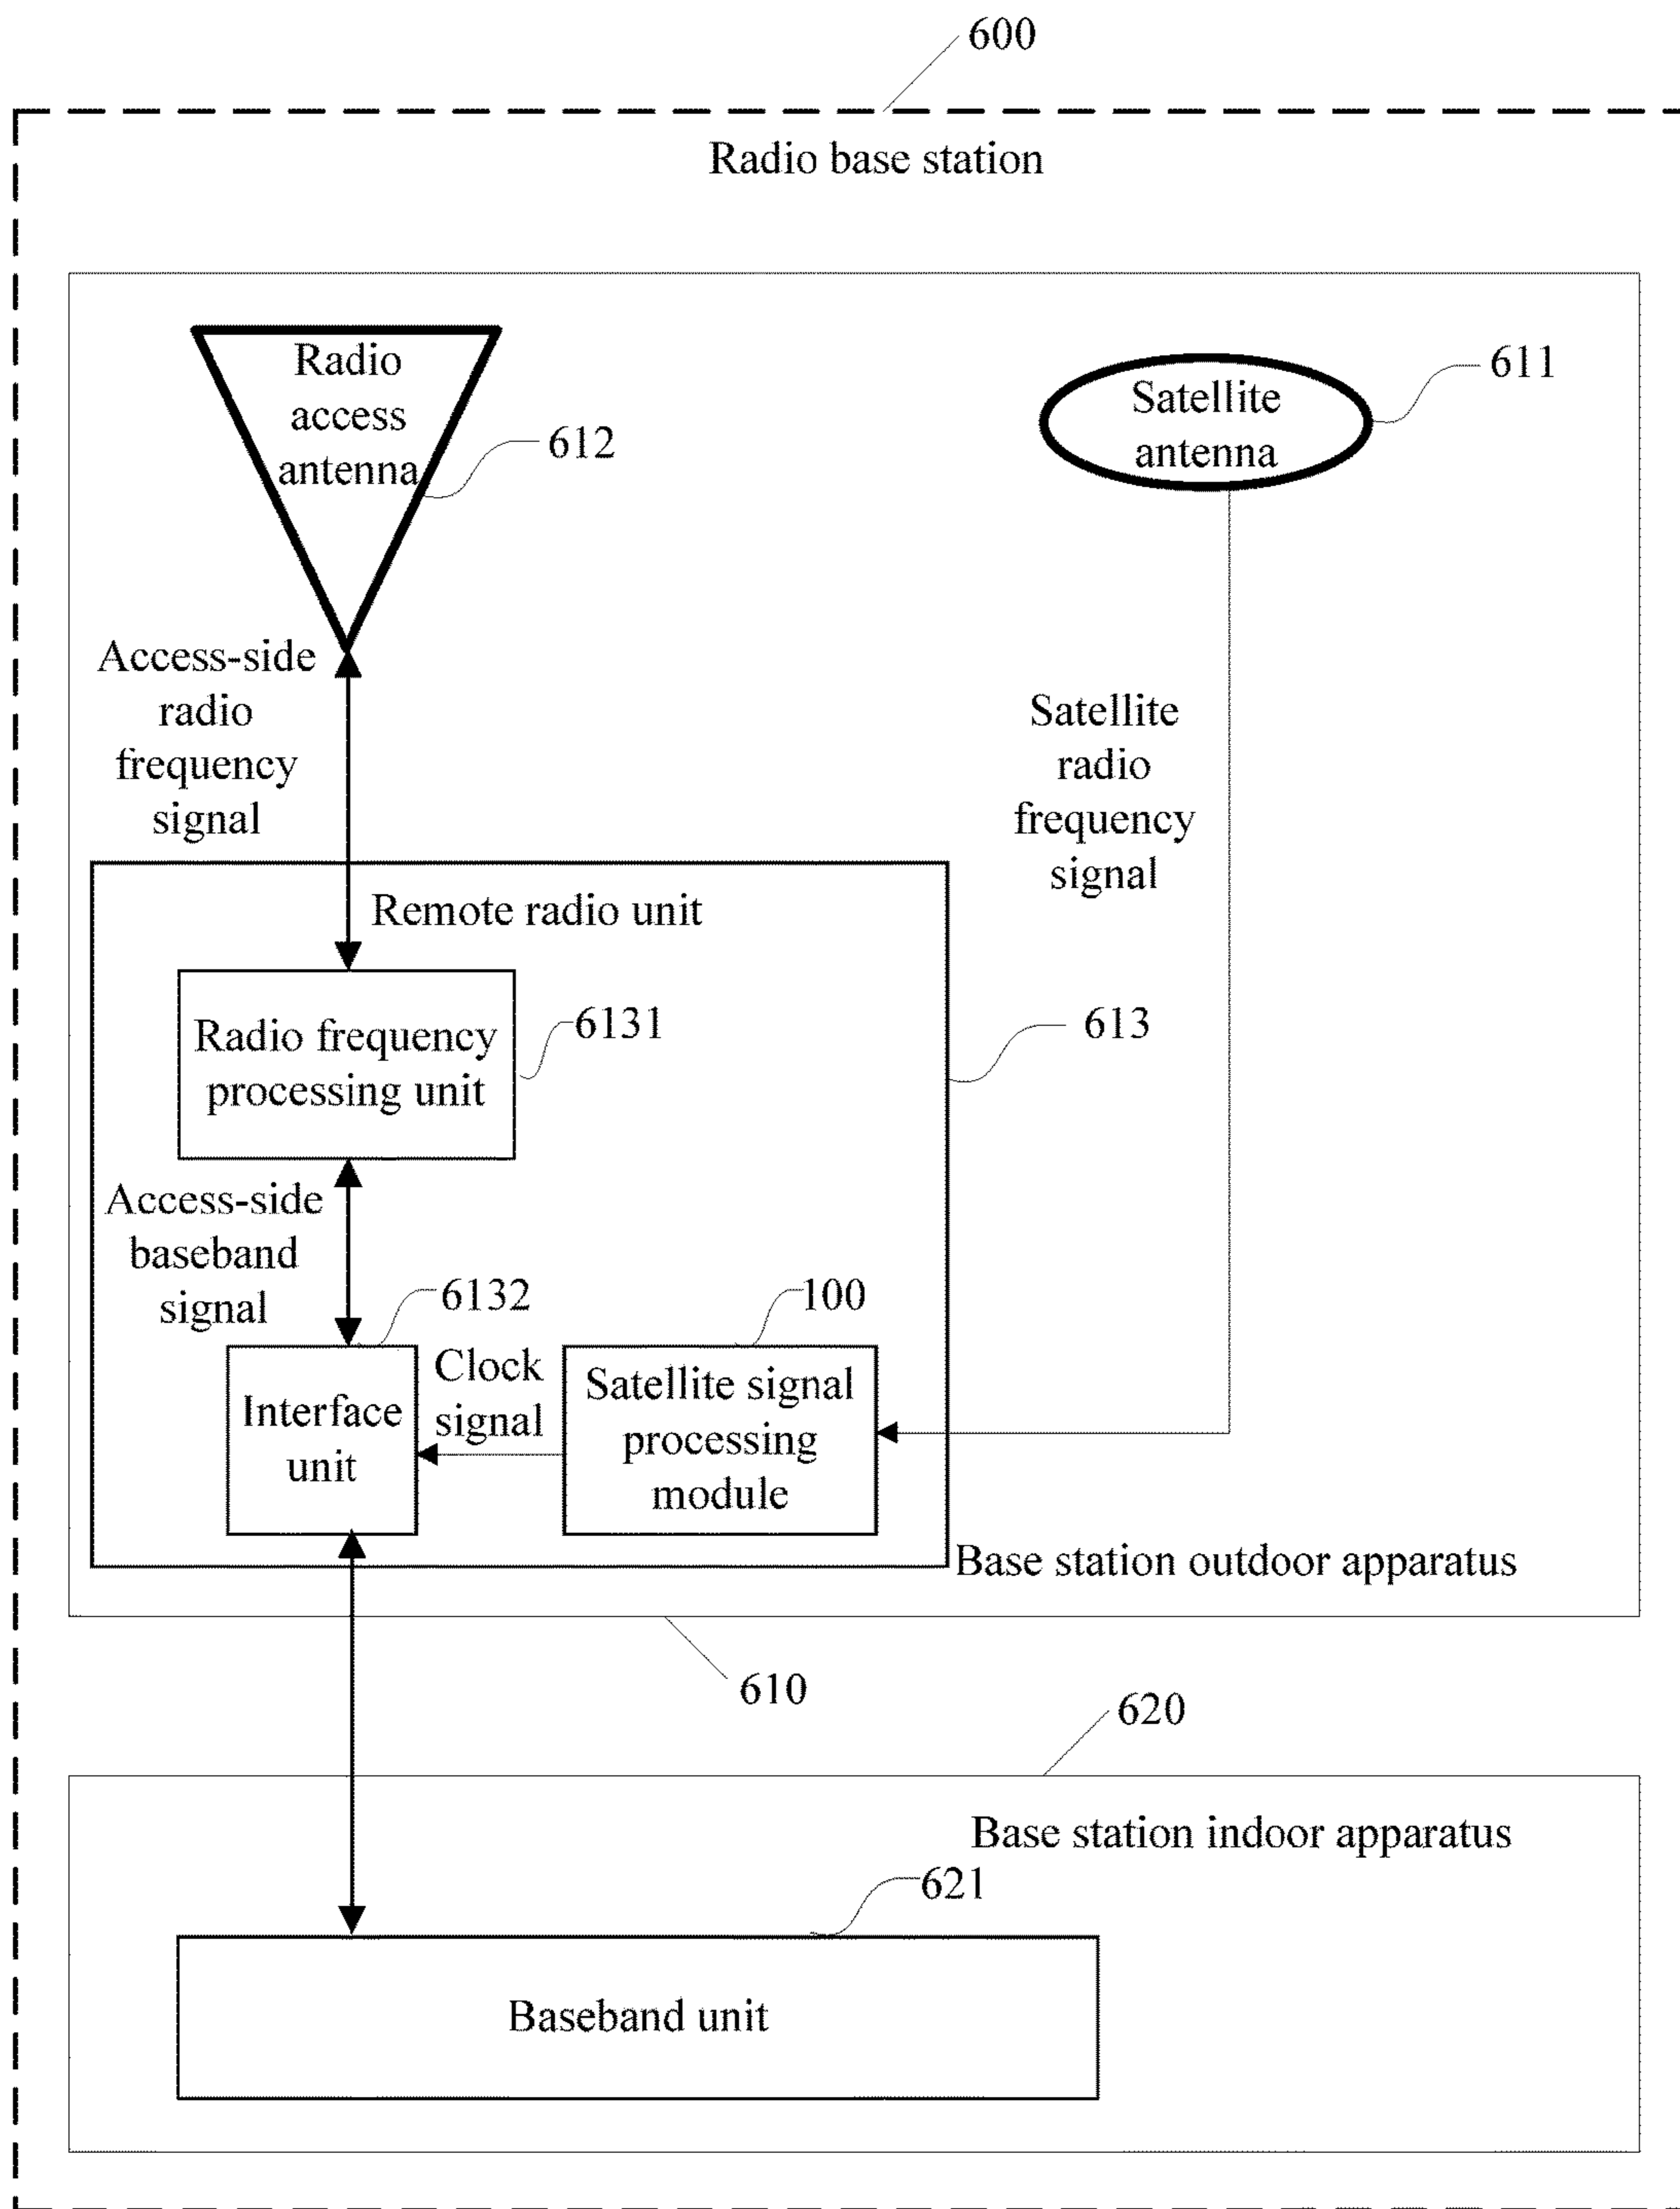 600
Radio base station
Radio
access
antenna
612
Satellite
antenna
611
Access-side
radio
frequency
signal
Satellite
radio
frequency
signal
Remote radio unit
Radio frequency
processing unit
6131
613
Access-side
baseband
signal
6132
100
Interface
unit
Clock
signal
Satellite signal
processing
module
Base station outdoor apparatus
610
620
Base station indoor apparatus
621
Baseband unit